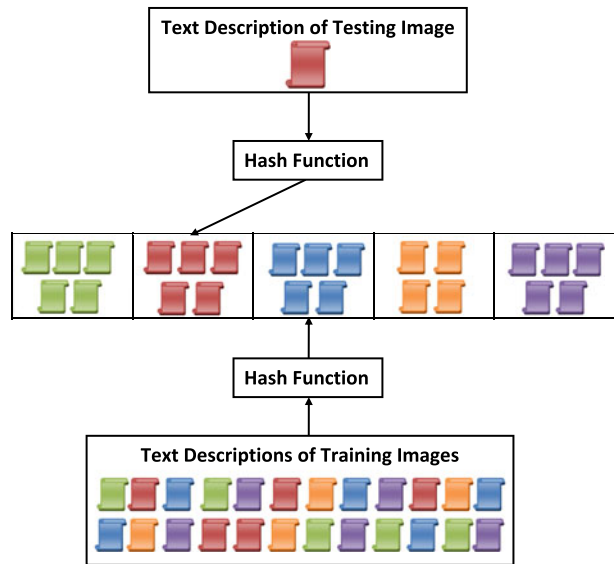 Text Description of Testing Image
Hash Function
Hash Function
Text Descriptions of Training Images